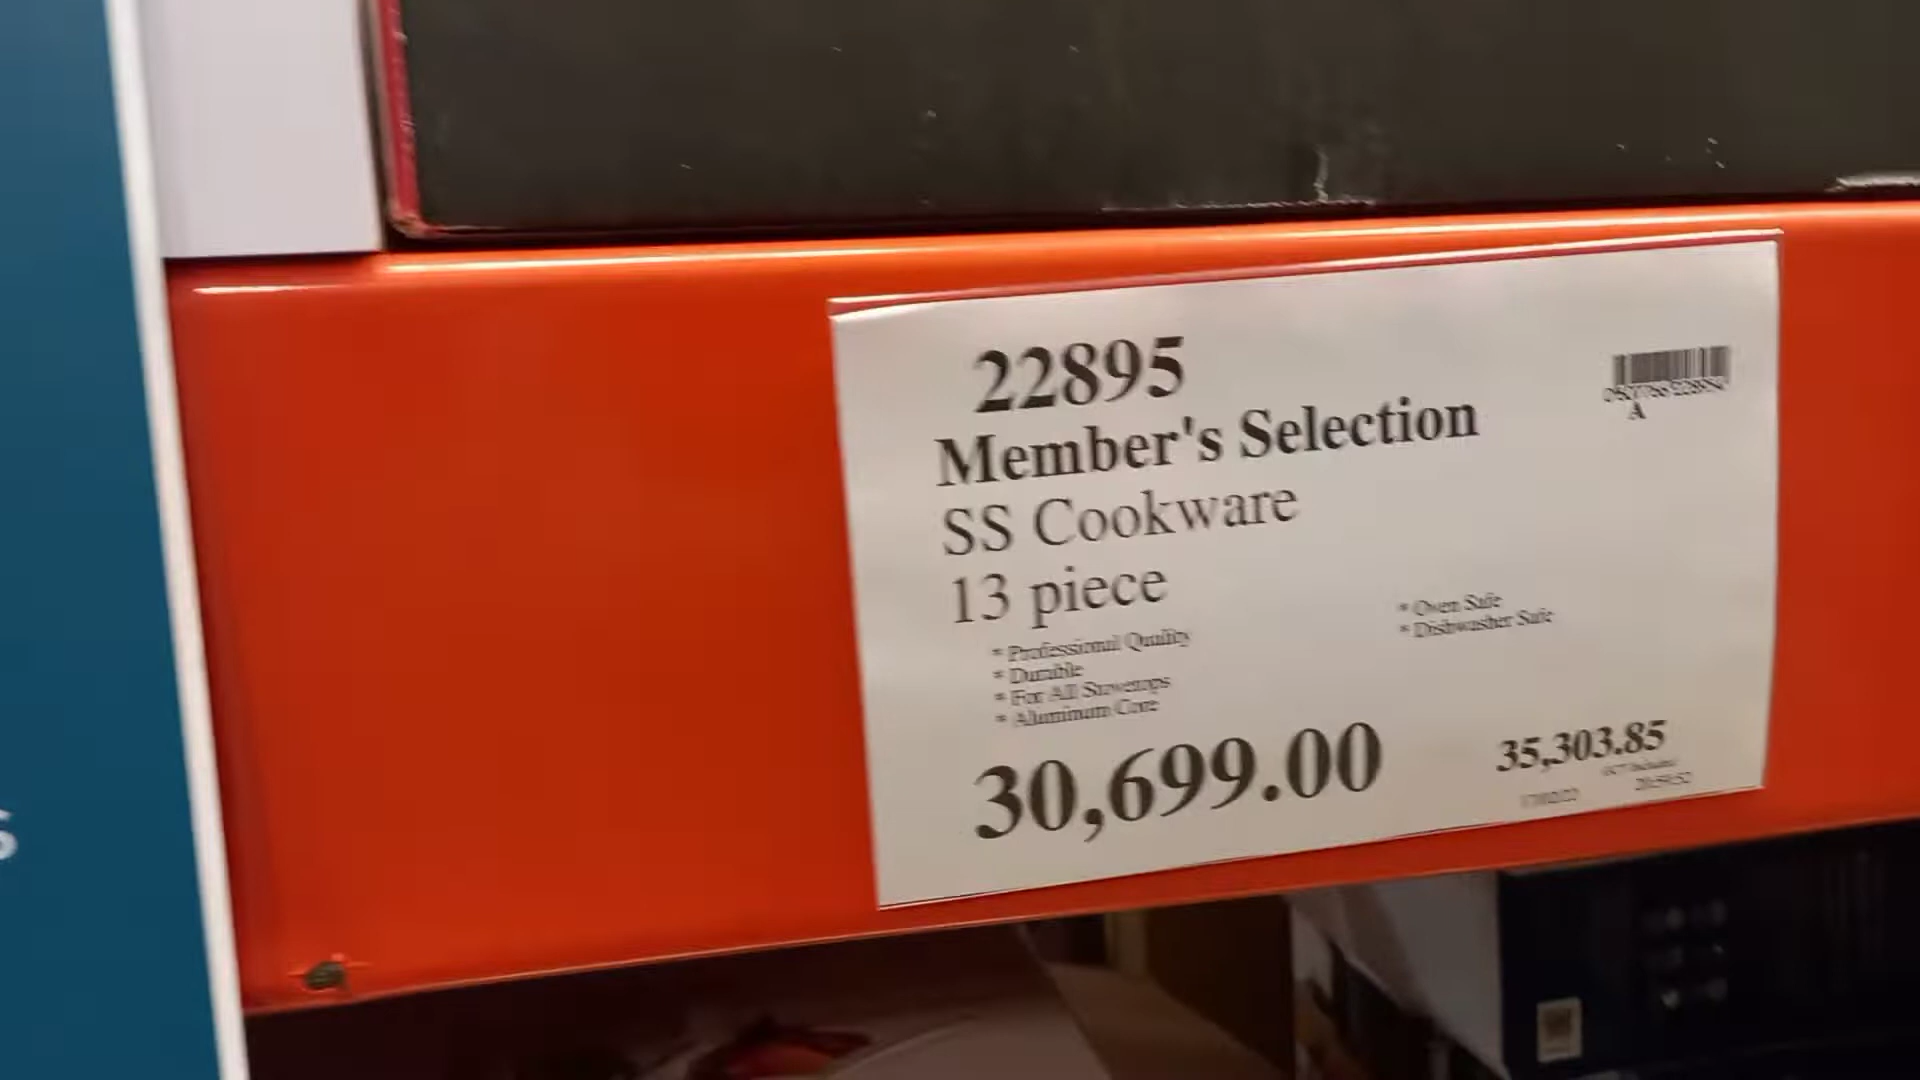 22895
Member's Selection
SS Cookware
13 piece
* Professional Quality
* Durable
* For All Stovetops
* Aluminum Core
* Oven Safe
* Dishwasher Safe
30,699.00
35,303.85
A